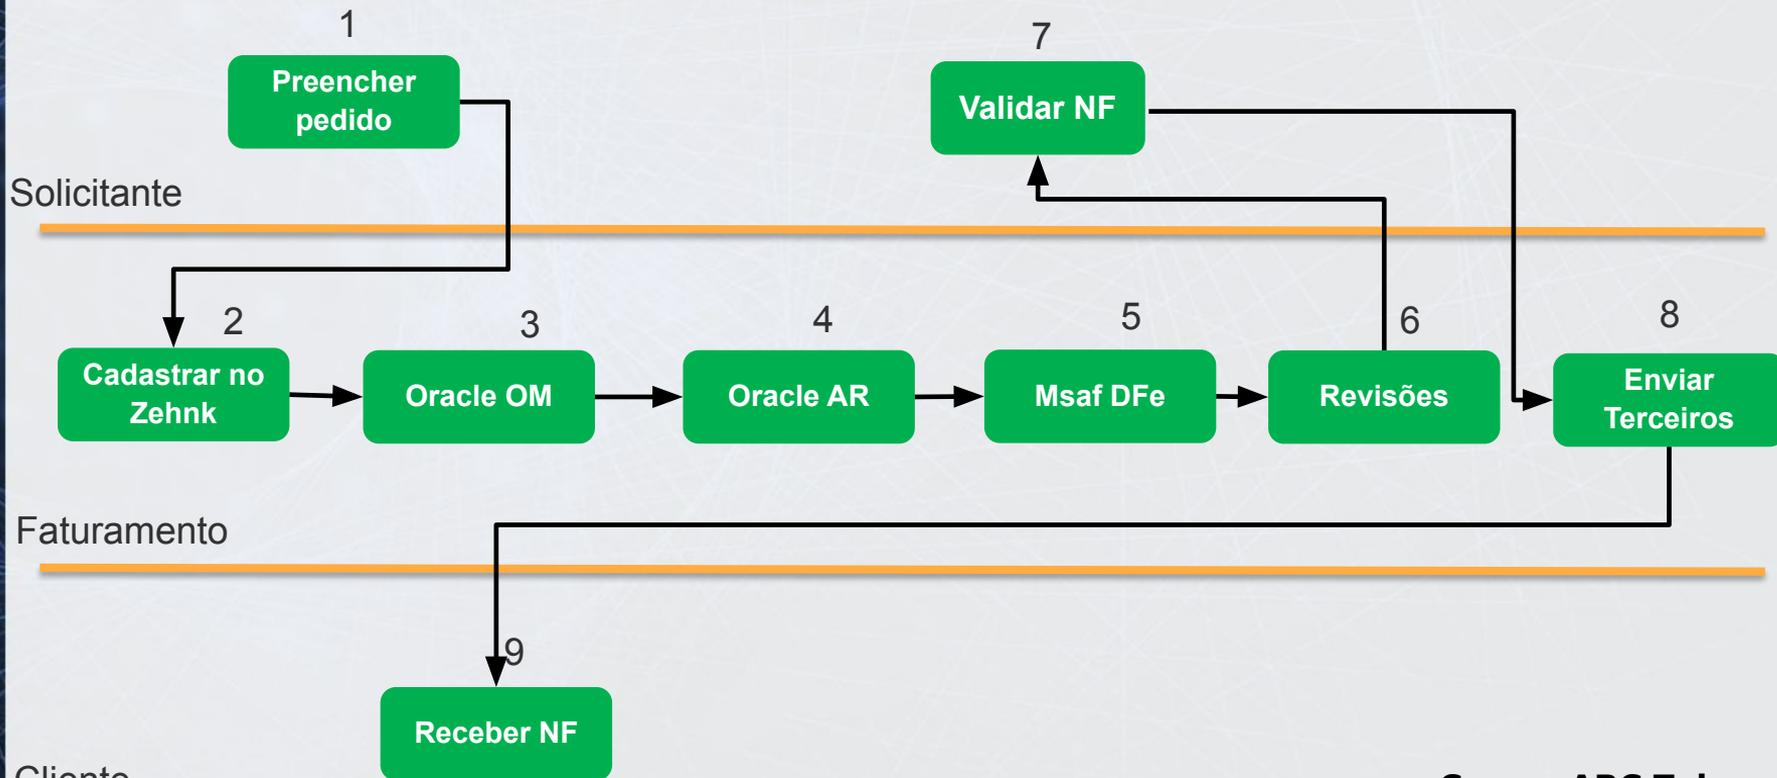 1
7
Preencher
pedido
Validar NF
Solicitante
2
3
4
5
6
8
Cadastrar no
Zehnk
Oracle OM
Oracle AR
Msaf DFe
Revisões
Enviar
Terceiros
Faturamento
9
Receber NF
Cliente